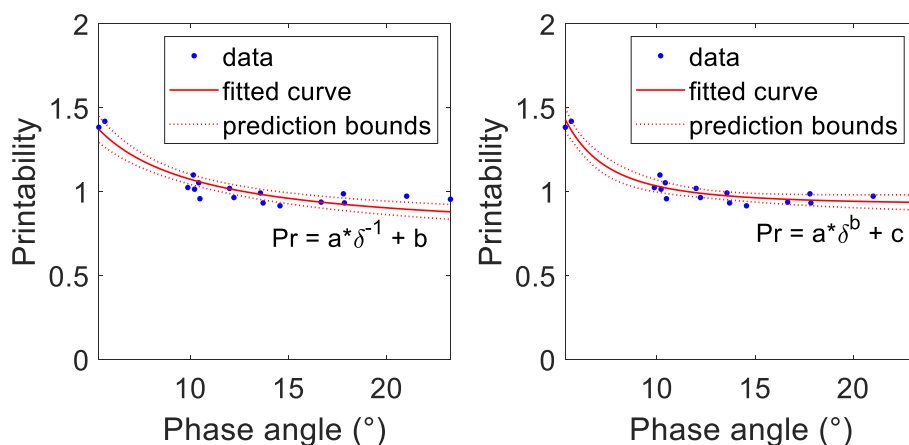 2
1.5
1
0.5
0
Printability
data
fitted curve
prediction bounds
Pr = a*δ^-1 + b
10 15 20
Phase angle (°)
2
1.5
1
0.5
0
Printability
data
fitted curve
prediction bounds
Pr = a*δ^b + c
10 15 20
Phase angle (°)